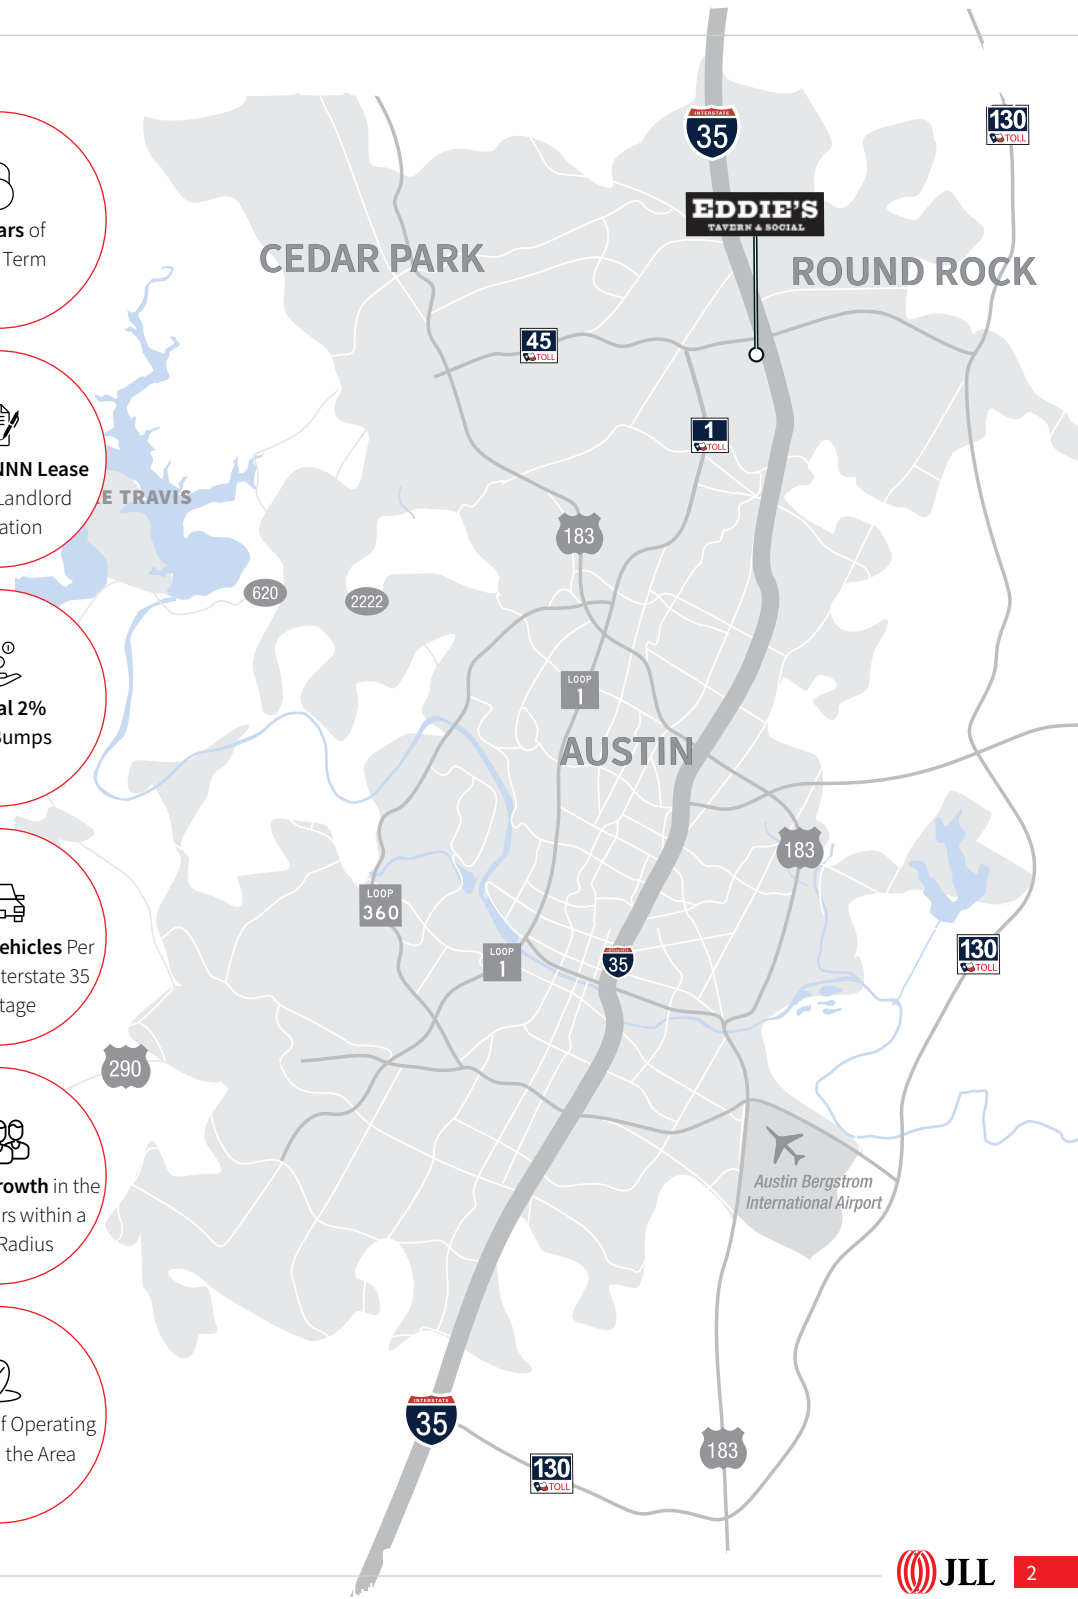 ars of
Term
NNN Lease
Landlord
ation
al 2%
Bumps
ehicles Per
terstate 35
tage
rowth in the
rs within a
Radius
f Operating
the Area
INTERSTATE
35
130
TOLL
EDDIE'S
TAVERN & SOCIAL
CEDAR PARK
ROUND ROCK
45
TOLL
1
TOLL
E TRAVIS
183
620
2222
LOOP
1
AUSTIN
183
LOOP
360
LOOP
1
35
130
TOLL
290
Austin Bergstrom
International Airport
INTERSTATE
35
130
TOLL
183
JLL
2